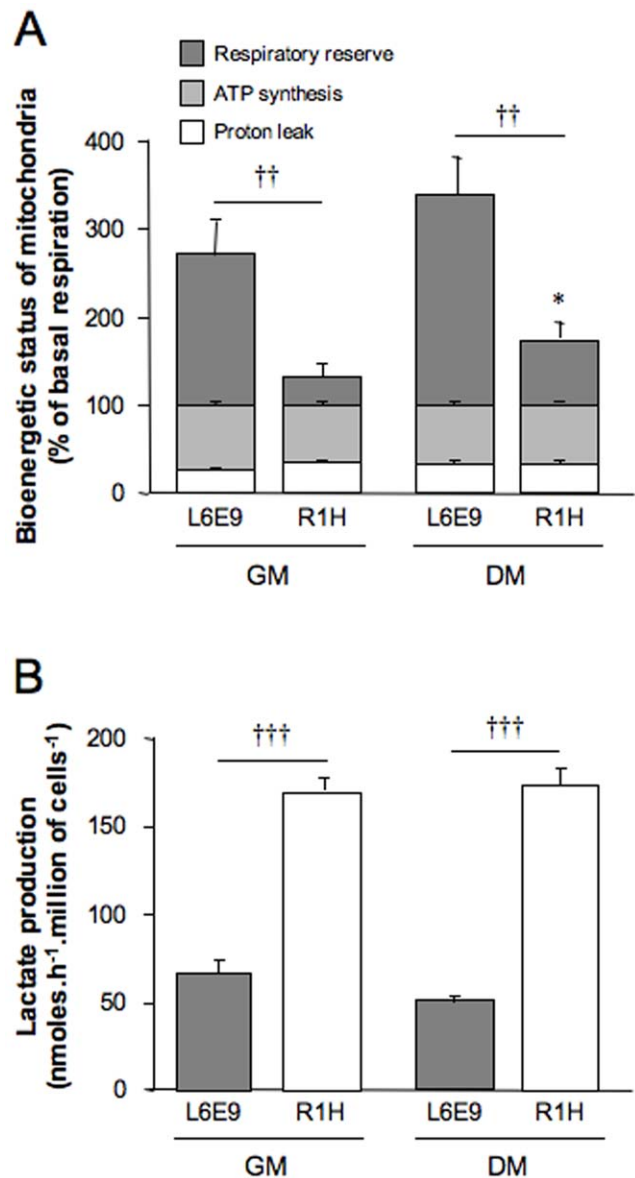 A
Respiratory reserve
ATP synthesis
Proton leak
Bioenergetic status of mitochondria
(% of basal respiration)
400
300
200
100
0
††
††
*
L6E9 R1H L6E9 R1H
GM DM
B
Lactate production
(nmoles.h⁻¹.million of cells⁻¹)
200
150
100
50
0
†††
†††
L6E9 R1H L6E9 R1H
GM DM